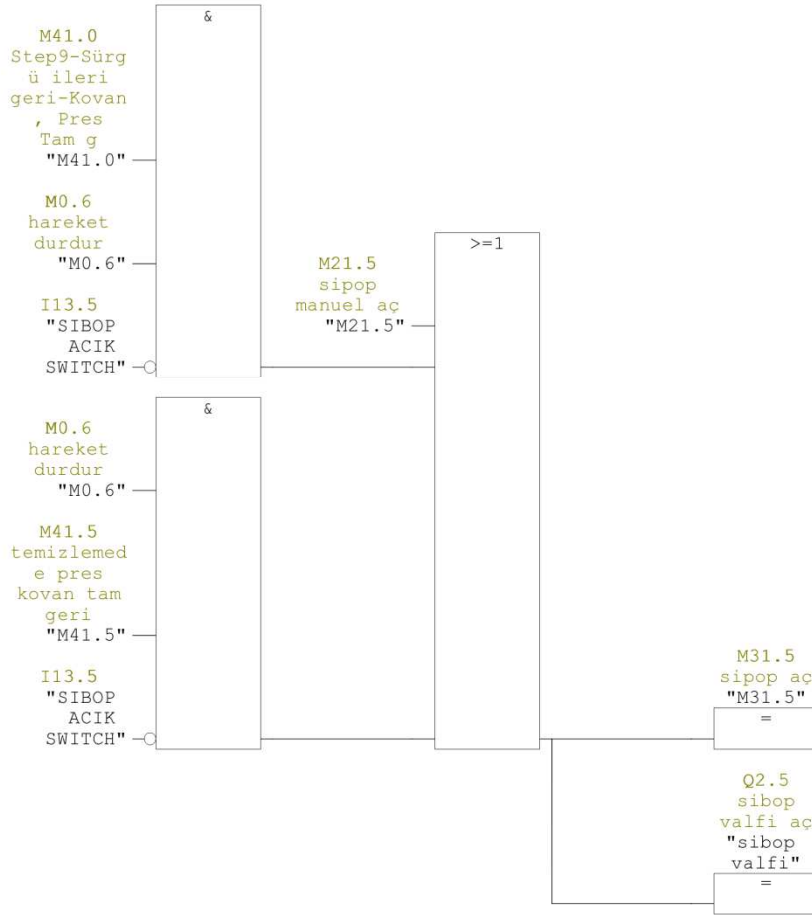 &
M41.0
Step9-Sürg
ü ileri
geri-Kovan
, Pres
Tam g
"M41.0"
M0.6
hareket
durdur
"M0.6"
I13.5
"SIBOP
ACIK
SWITCH"
>=1
M21.5
sipop
manuel aç
"M21.5"
&
M0.6
hareket
durdur
"M0.6"
M41.5
temizlemed
e pres
kovan tam
geri
"M41.5"
I13.5
"SIBOP
ACIK
SWITCH"
M31.5
sipop aç
"M31.5"
=
Q2.5
sibop
valfi aç
"sibop
valfi"
=